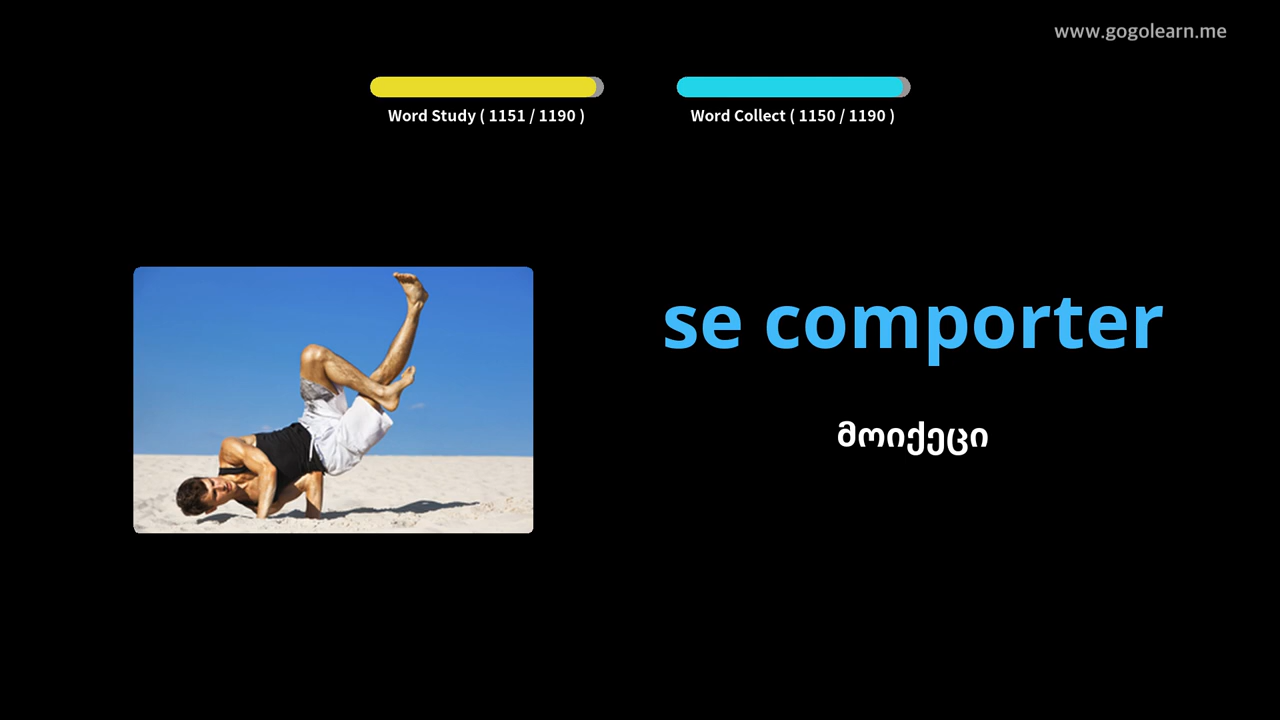 www.gogolearn.me
Word Study ( 1151 / 1190 )
Word Collect ( 1150 / 1190 )
se comporter
მოიქეცი